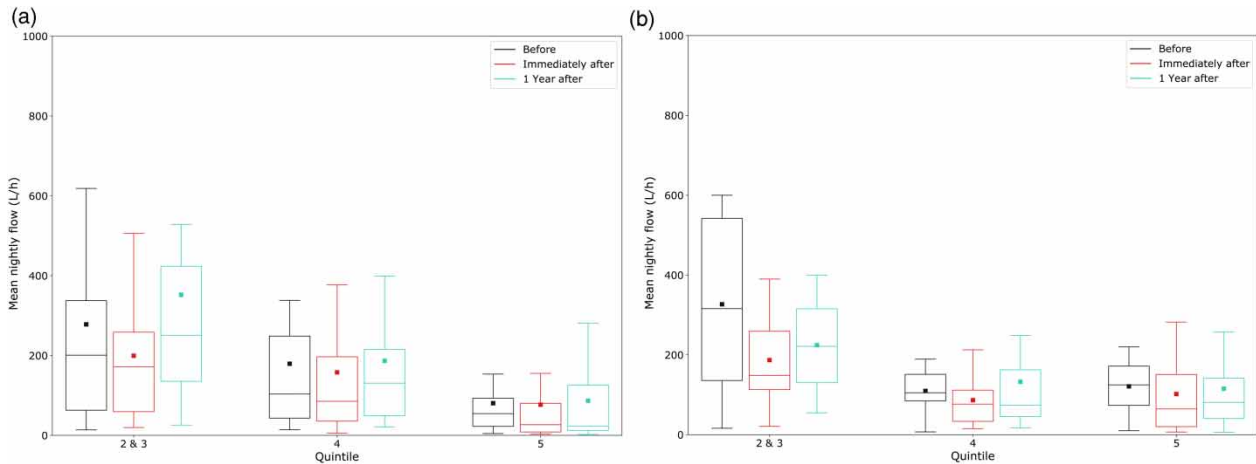 (a)
1000
800
600
400
200
0
Mean nightly flow (L/h)
Before
Immediately after
1 Year after
2 & 3
4
5
Quintile
(b)
1000
800
600
400
200
0
Mean nightly flow (L/h)
Before
Immediately after
1 Year after
2 & 3
4
5
Quintile